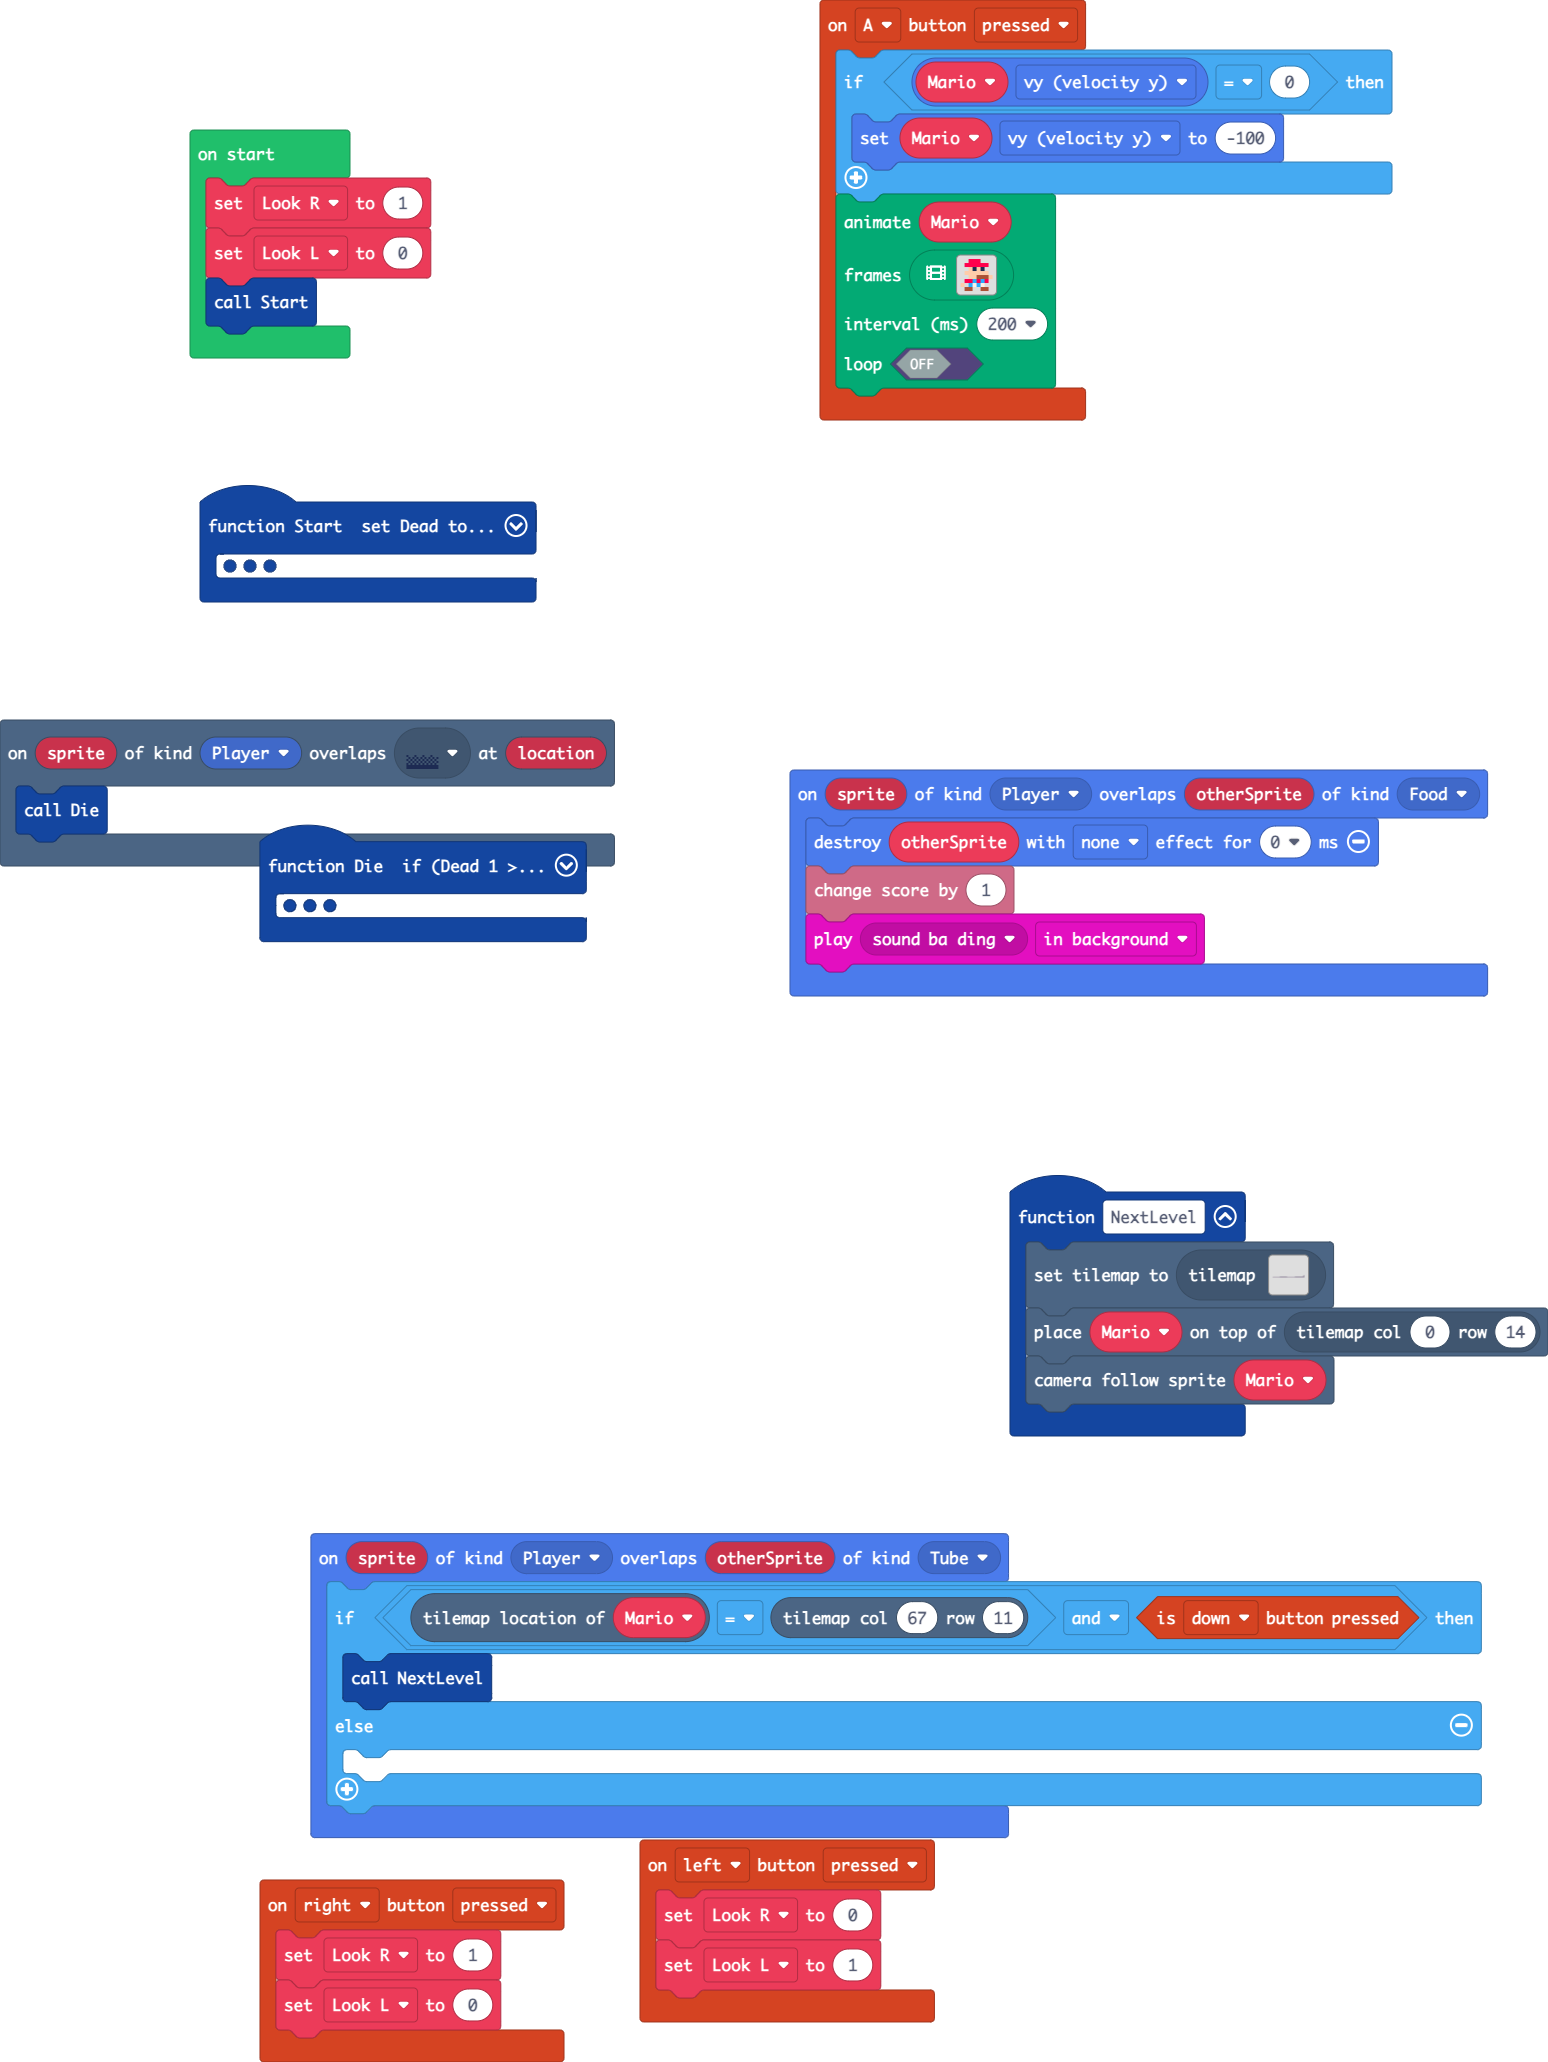 on A button pressed
if Mario vy (velocity y) = 0 then
set Mario vy (velocity y) to -100
animate Mario
frames
interval (ms) 200
loop OFF
on start
set Look R to 1
set Look L to 0
call Start
function Start set Dead to...
on sprite of kind Player overlaps at location
call Die
function Die if (Dead 1 >...
on sprite of kind Player overlaps otherSprite of kind Food
destroy otherSprite with none effect for 0 ms
change score by 1
play sound ba ding in background
function NextLevel
set tilemap to tilemap
place Mario on top of tilemap col 0 row 14
camera follow sprite Mario
on sprite of kind Player overlaps otherSprite of kind Tube
if tilemap location of Mario = tilemap col 67 row 11 and is down button pressed then
call NextLevel
else
on left button pressed
set Look R to 0
set Look L to 1
on right button pressed
set Look R to 1
set Look L to 0